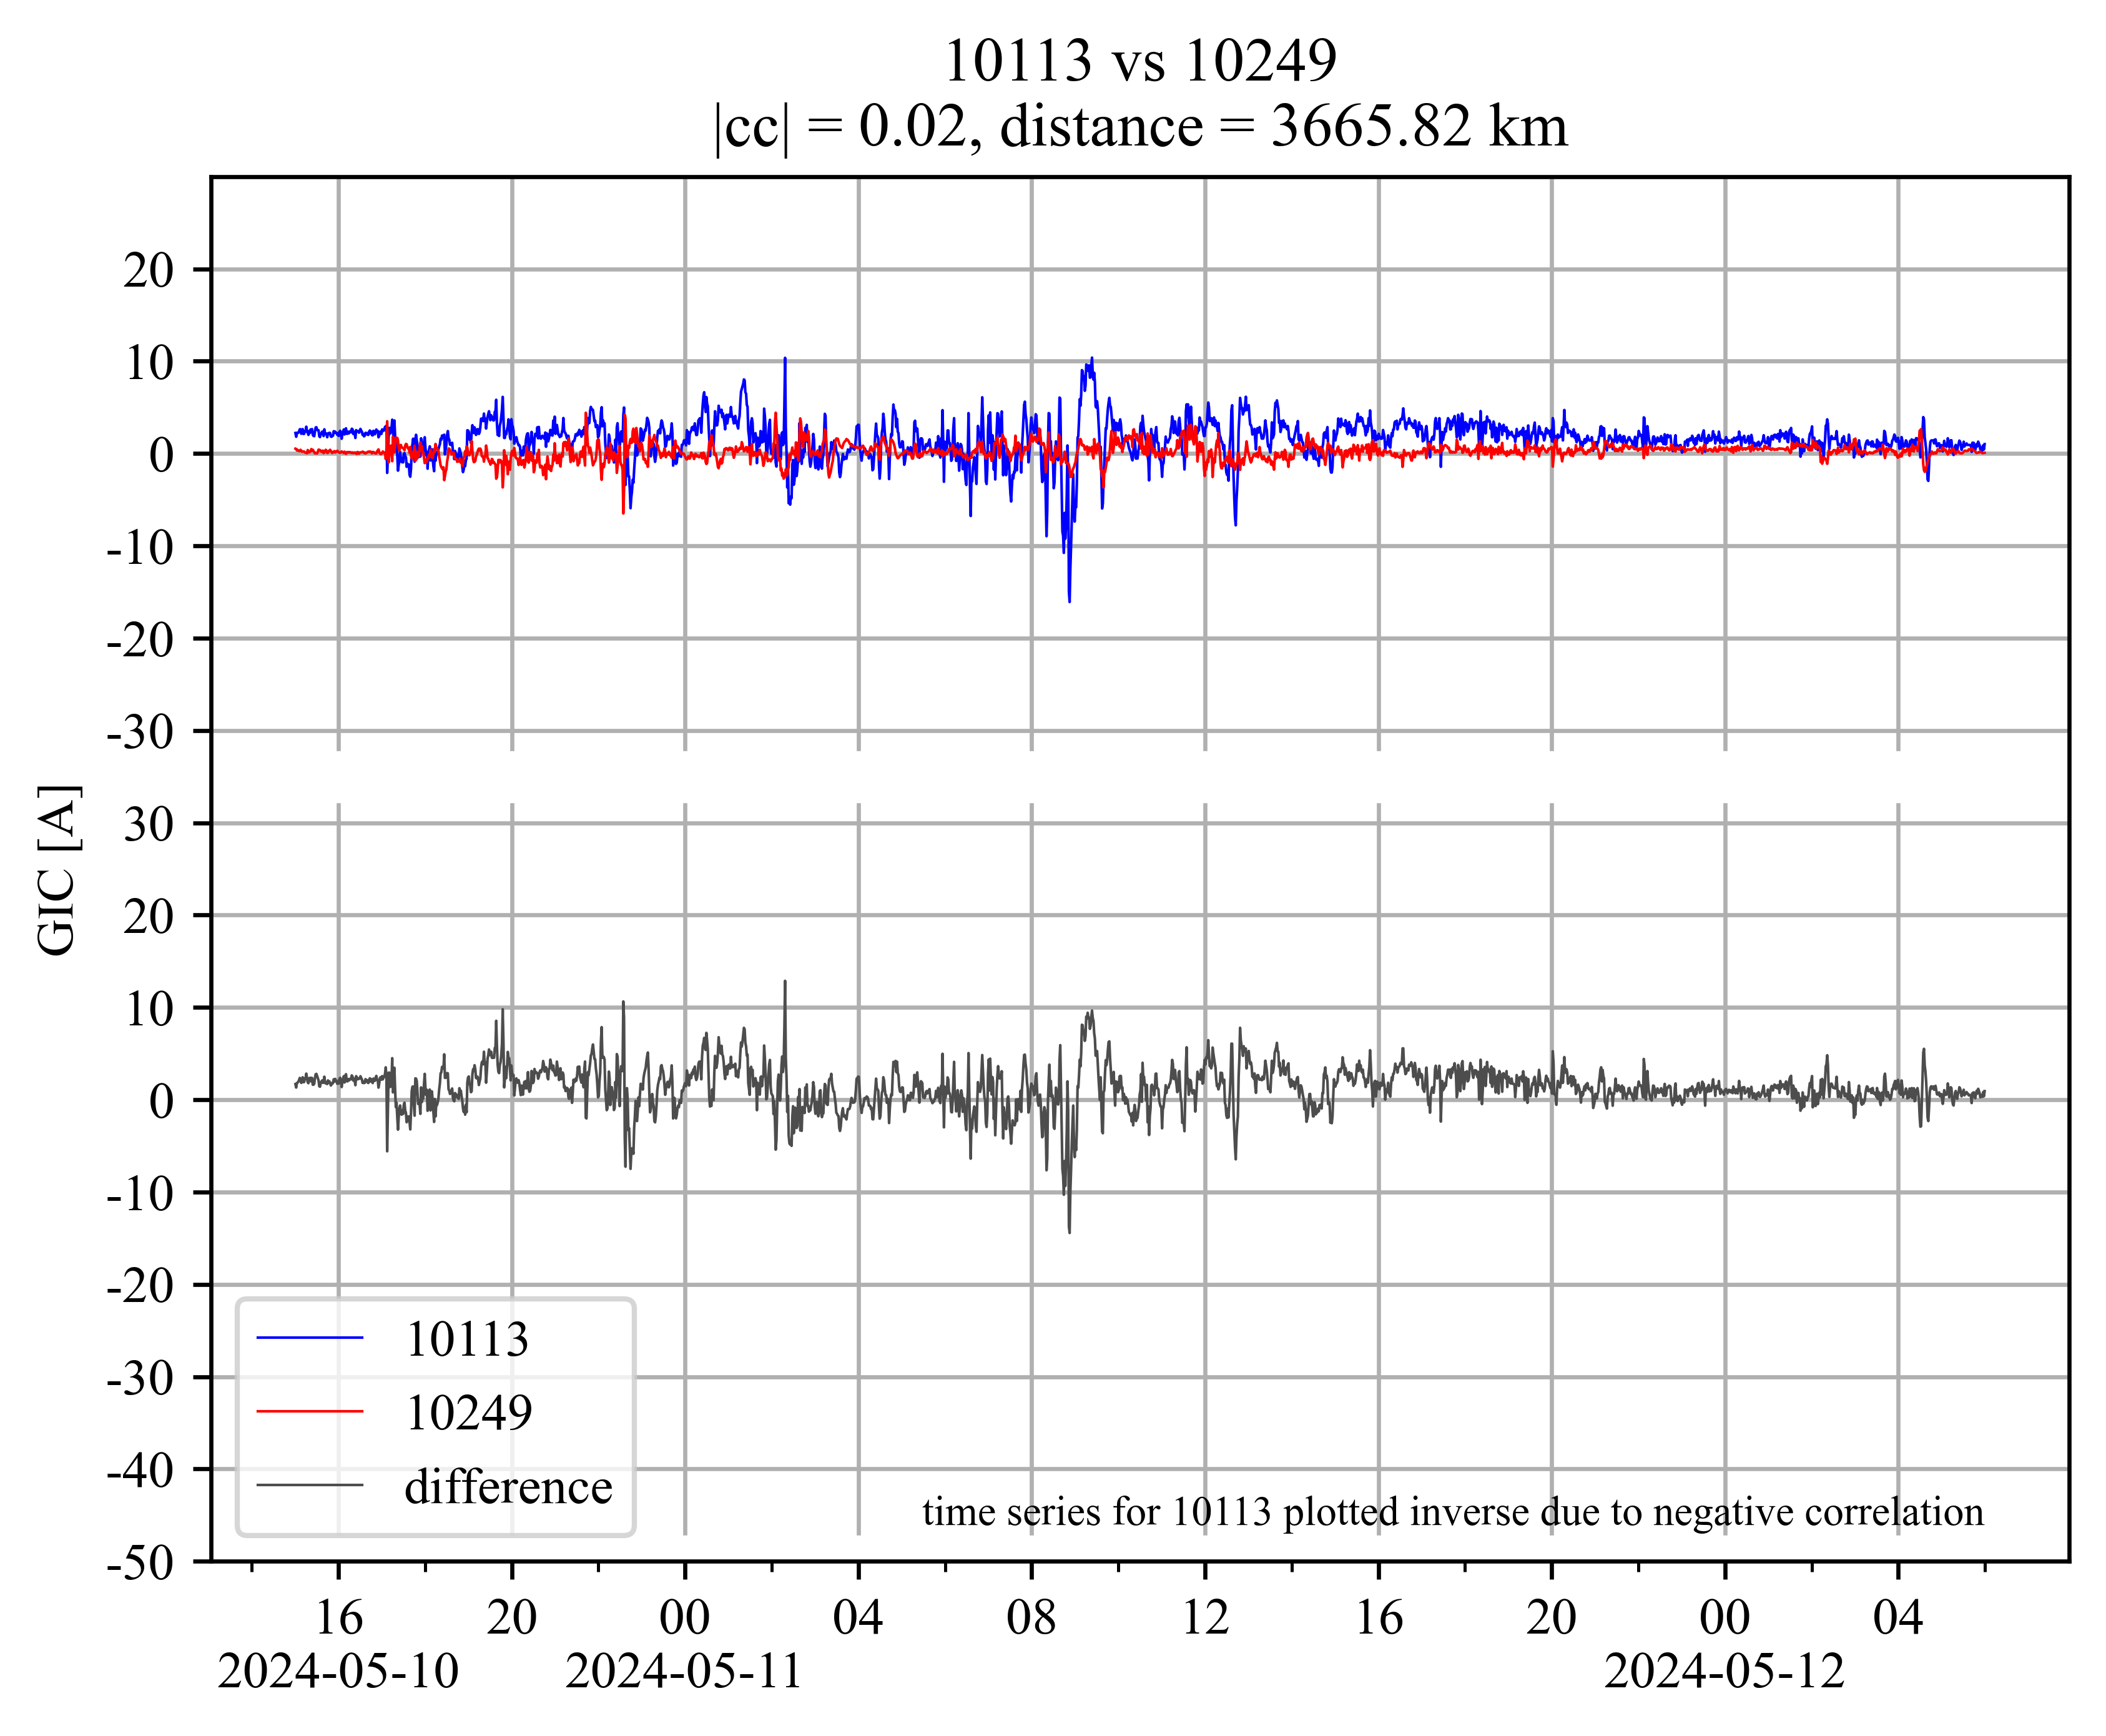 10113 vs 10249
|cc| = 0.02, distance = 3665.82 km
20
10
0
-10
-20
-30
30
20
10
0
-10
-20
-30
-40
-50
GIC [A]
10113
10249
difference
time series for 10113 plotted inverse due to negative correlation
16 20 00 04 08 12 16 20 00 04
2024-05-10 2024-05-11 2024-05-12